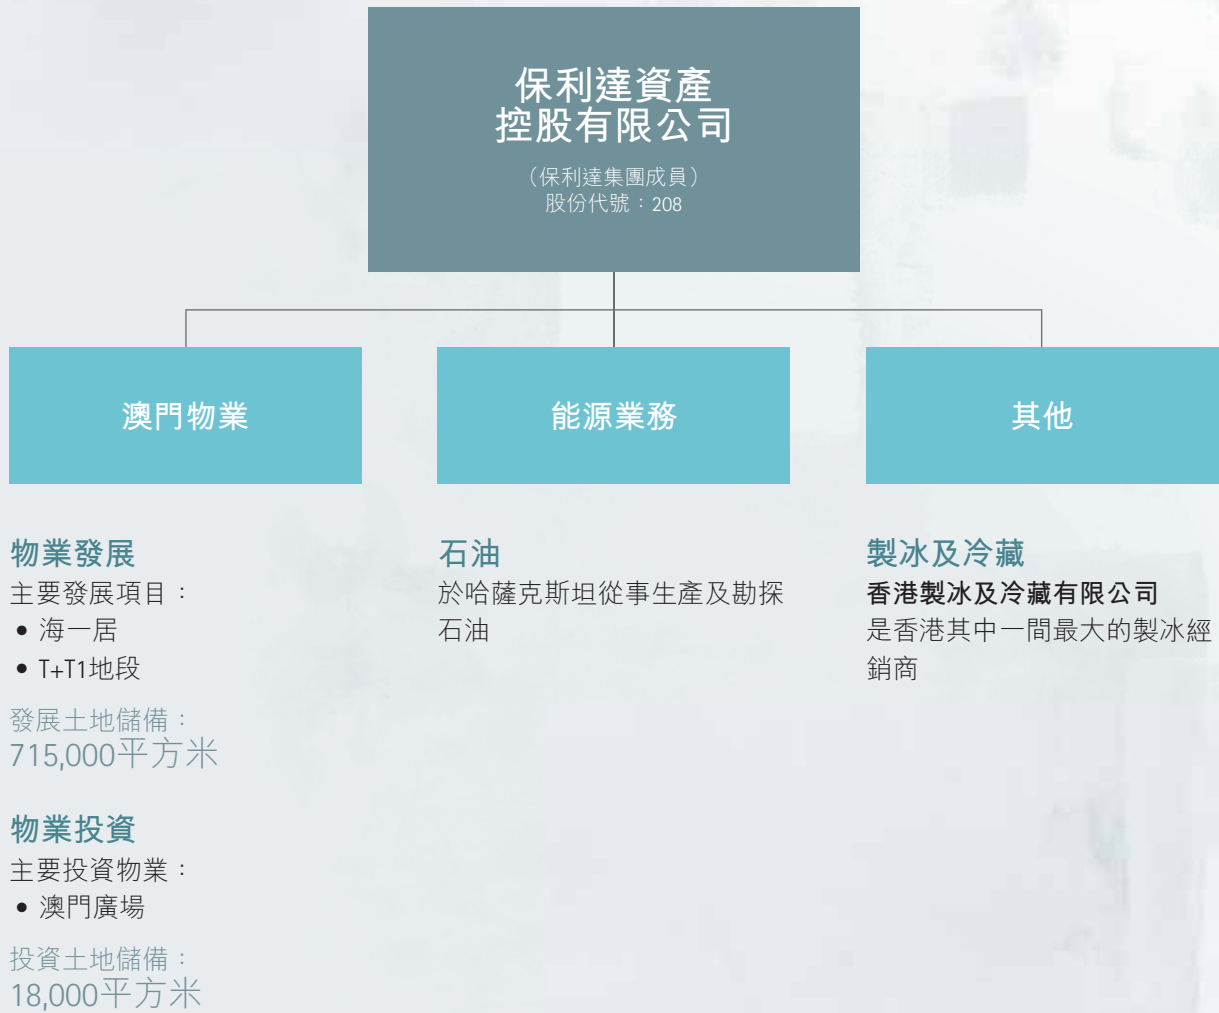 保利達資產
控股有限公司
（保利達集團成員）
股份代號：208
澳門物業
能源業務
其他
物業發展
主要發展項目：
• 海一居
• T+T1地段
發展土地儲備：
715,000平方米
物業投資
主要投資物業：
• 澳門廣場
投資土地儲備：
18,000平方米
石油
於哈薩克斯坦從事生產及勘探
石油
製冰及冷藏
香港製冰及冷藏有限公司
是香港其中一間最大的製冰經
銷商